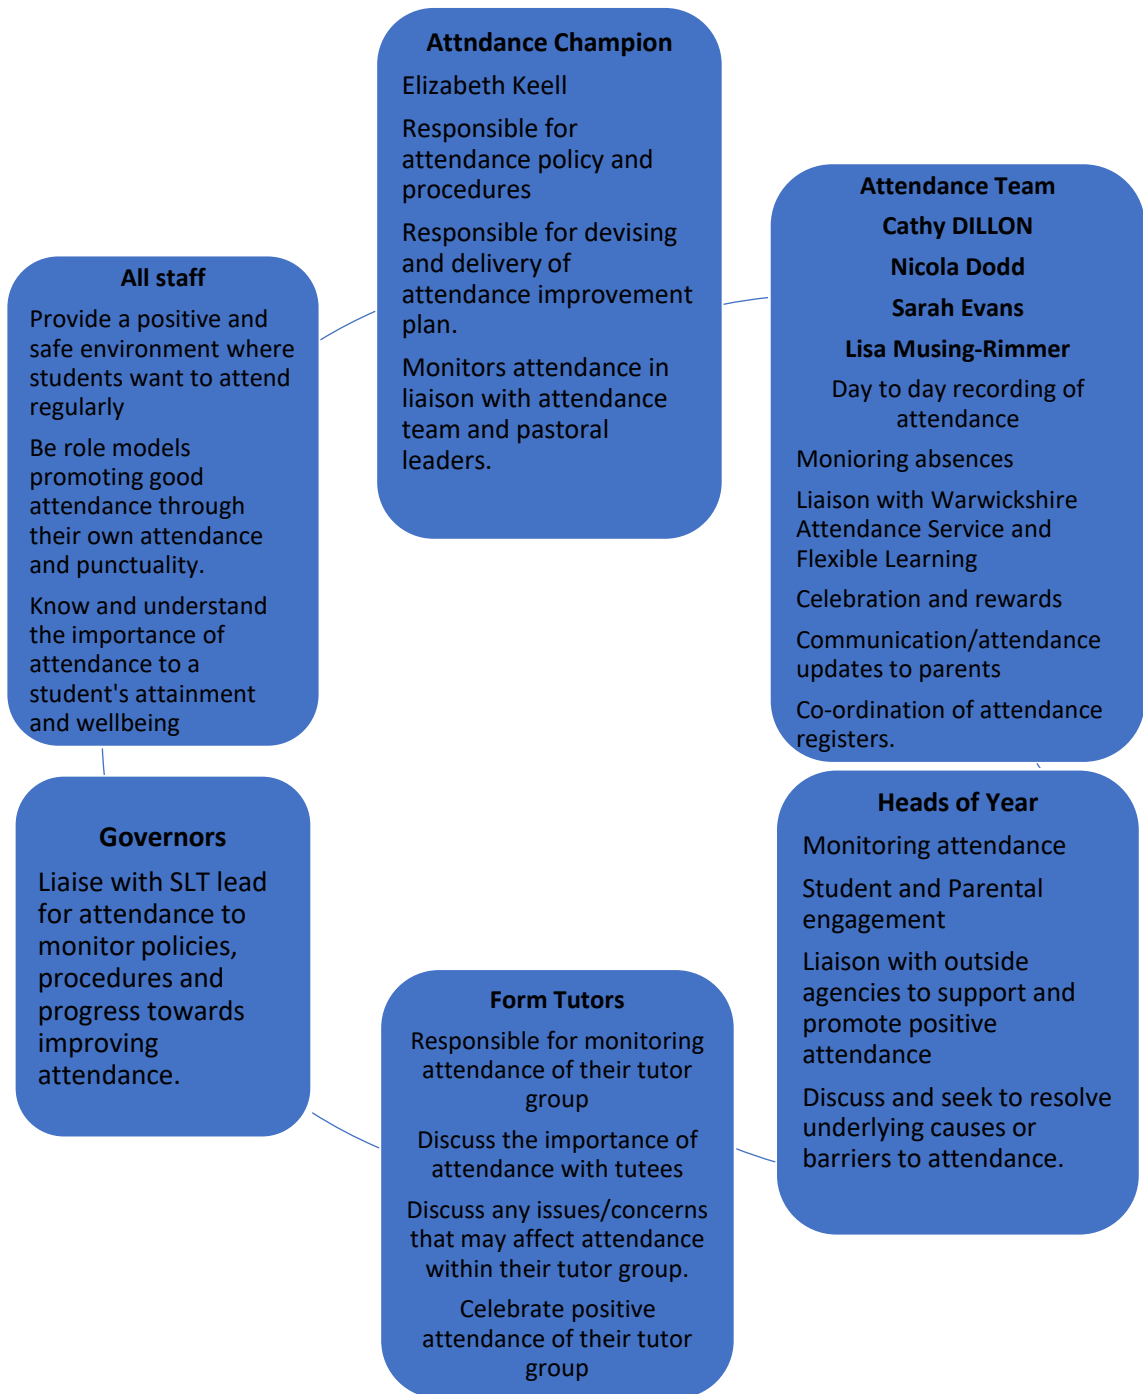 Attndance Champion
Elizabeth Keell
Responsible for
attendance policy and
procedures
Responsible for devising
and delivery of
attendance improvement
plan.
Monitors attendance in
liaison with attendance
team and pastoral
leaders.
Attendance Team
Cathy DILLON
Nicola Dodd
Sarah Evans
Lisa Musing-Rimmer
Day to day recording of
attendance
Monioring absences
Liaison with Warwickshire
Attendance Service and
Flexible Learning
Celebration and rewards
Communication/attendance
updates to parents
Co-ordination of attendance
registers.
Heads of Year
Monitoring attendance
Student and Parental
engagement
Liaison with outside
agencies to support and
promote positive
attendance
Discuss and seek to resolve
underlying causes or
barriers to attendance.
Form Tutors
Responsible for monitoring
attendance of their tutor
group
Discuss the importance of
attendance with tutees
Discuss any issues/concerns
that may affect attendance
within their tutor group.
Celebrate positive
attendance of their tutor
group
Governors
Liaise with SLT lead
for attendance to
monitor policies,
procedures and
progress towards
improving
attendance.
All staff
Provide a positive and
safe environment where
students want to attend
regularly
Be role models
promoting good
attendance through
their own attendance
and punctuality.
Know and understand
the importance of
attendance to a
student's attainment
and wellbeing